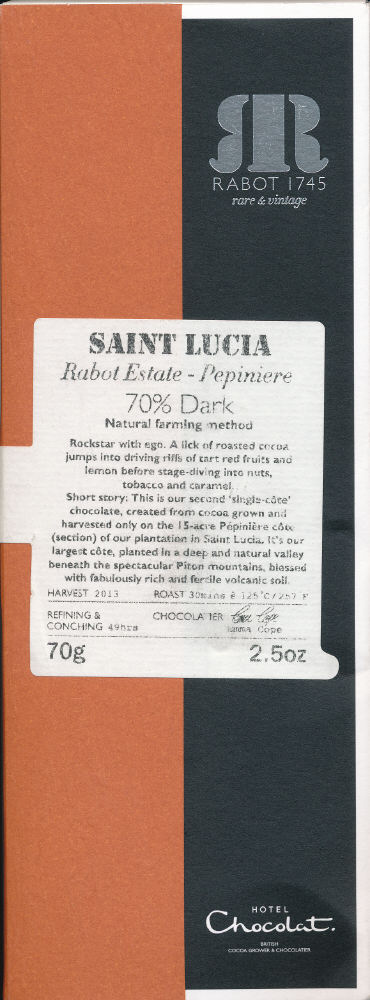 RABOT 1745
rare & vintage
SAINT LUCIA
Rabot Estate - Pepiniere
70% Dark
Natural farming method
Rockstar with ego. A lick of roasted cocoa
jumps into driving riffs of tart red fruits and
lemon before stage-diving into nuts,
tobacco and caramel.
Short story: This is our second 'single-côte'
chocolate, created from cocoa grown and
harvested only on the 15-acre Pépinière côte
(section) of our plantation in Saint Lucia. It's our
largest côte, planted in a deep and natural valley
beneath the spectacular Piton mountains, blessed
with fabulously rich and fertile volcanic soil.
HARVEST 2013 ROAST 30mins @ 125°C/257 F
REFINING & CHOCOLATIER
CONCHING 49hrs Cope
70g 2.5oz
HOTEL
Chocolat.
BRITISH
COCOA GROWER & CHOCOLATIER